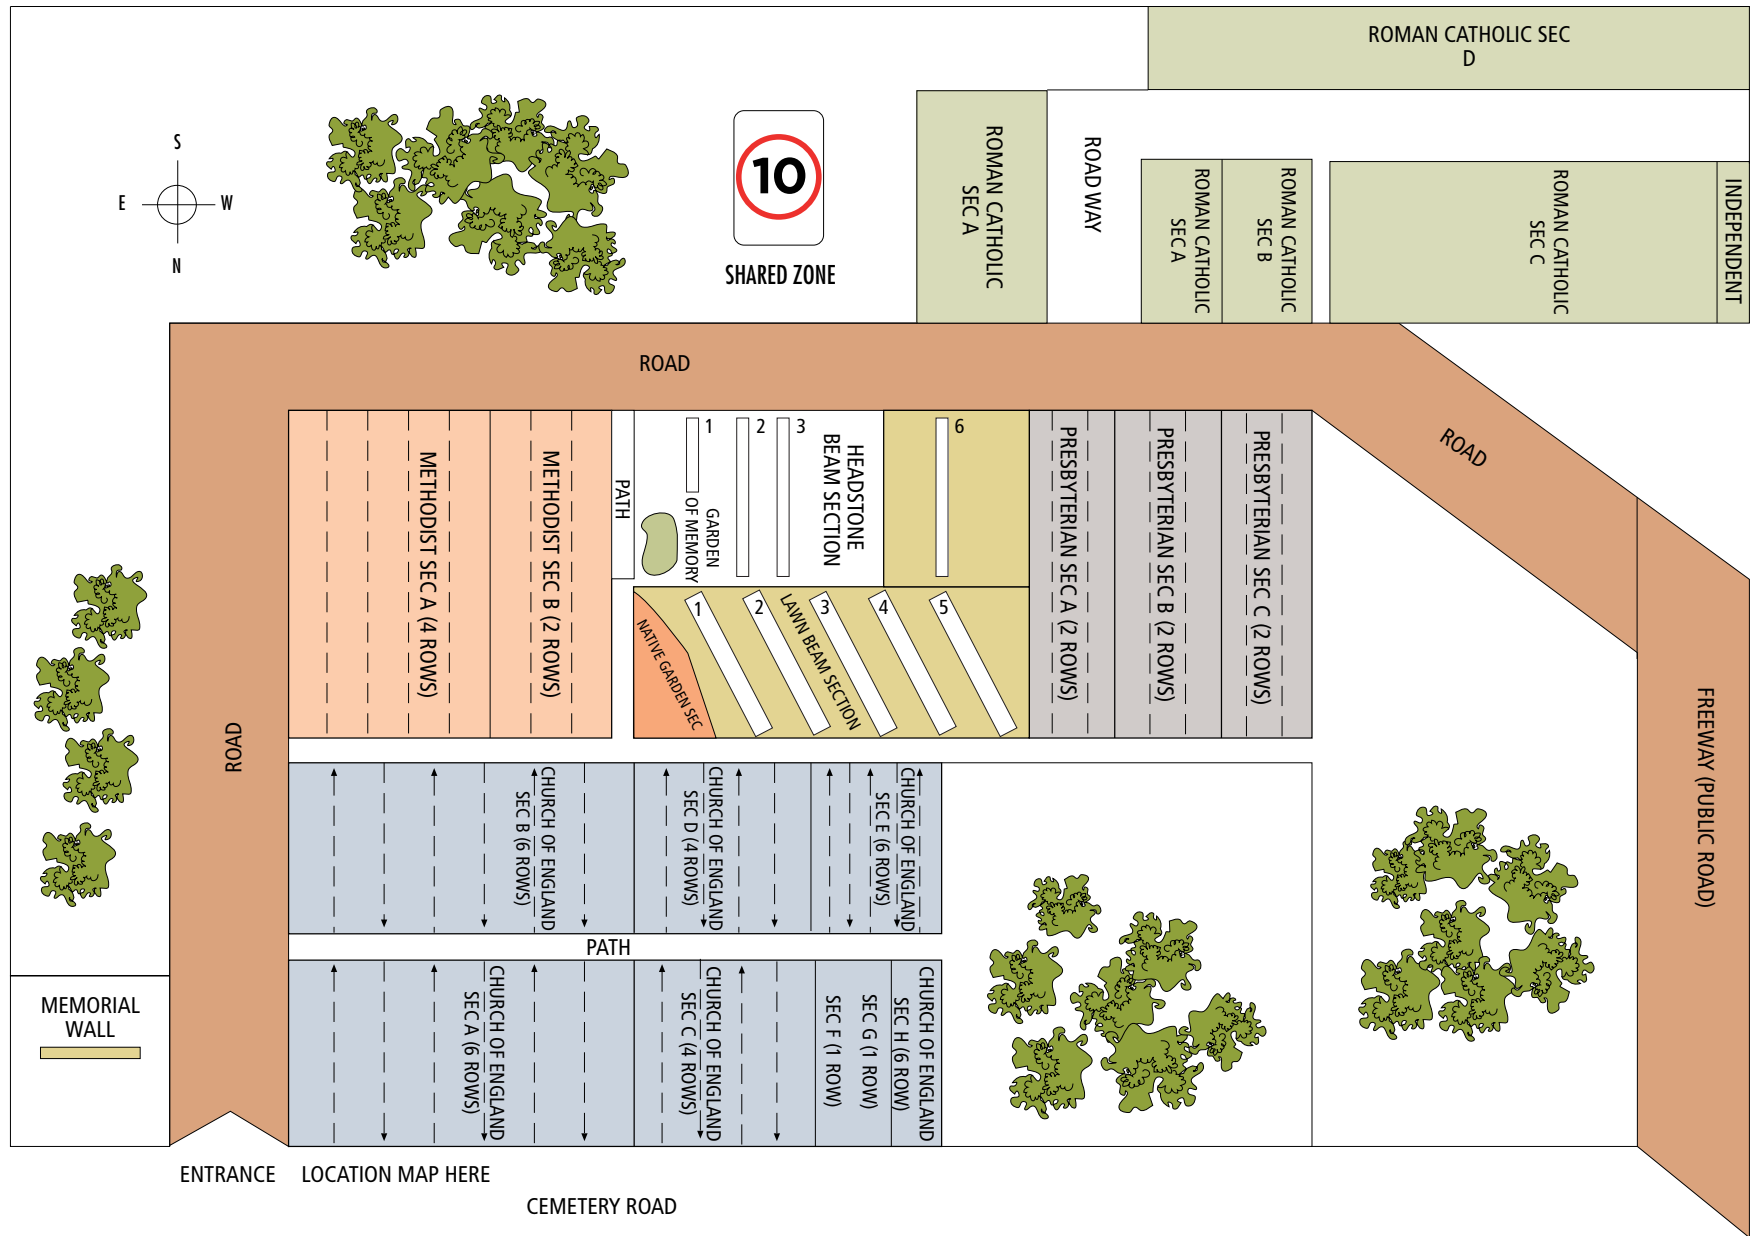 ROMAN CATHOLIC SEC
D
S
E
W
N
10
SHARED ZONE
ROMAN CATHOLIC
SEC A
ROAD WAY
ROMAN CATHOLIC
SEC A
ROMAN CATHOLIC
SEC B
ROMAN CATHOLIC
SEC C
INDEPENDENT
ROAD
ROAD
METHODIST SEC A (4 ROWS)
METHODIST SEC B (2 ROWS)
PATH
1
2
3
GARDEN
OF MEMORY
HEADSTONE
BEAM SECTION
6
PRESBYTERIAN SEC A (2 ROWS)
PRESBYTERIAN SEC B (2 ROWS)
PRESBYTERIAN SEC C (2 ROWS)
NATIVE GARDEN SEC
1
2
3
4
5
LAWN BEAM SECTION
ROAD
FREEWAY (PUBLIC ROAD)
CHURCH OF ENGLAND
SEC B (6 ROWS)
CHURCH OF ENGLAND
SEC D (4 ROWS)
CHURCH OF ENGLAND
SEC E (6 ROWS)
PATH
MEMORIAL
WALL
CHURCH OF ENGLAND
SEC A (6 ROWS)
CHURCH OF ENGLAND
SEC C (4 ROWS)
SEC F (1 ROW)
SEC G (1 ROW)
CHURCH OF ENGLAND
SEC H (6 ROW)
ENTRANCE
LOCATION MAP HERE
CEMETERY ROAD